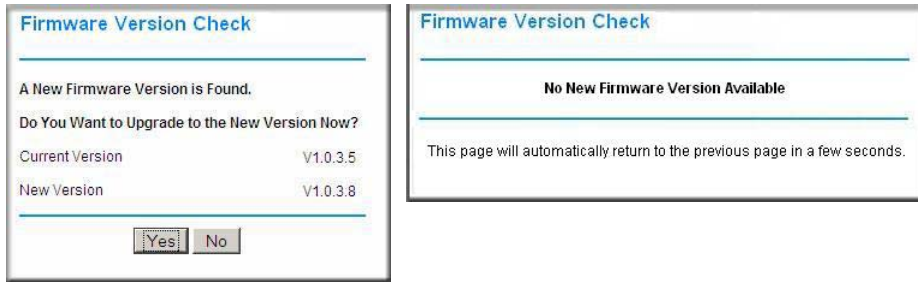 Firmware Version Check
A New Firmware Version is Found.
Do You Want to Upgrade to the New Version Now?
Current Version V1.0.3.5
New Version V1.0.3.8
Yes No
Firmware Version Check
No New Firmware Version Available
This page will automatically return to the previous page in a few seconds.